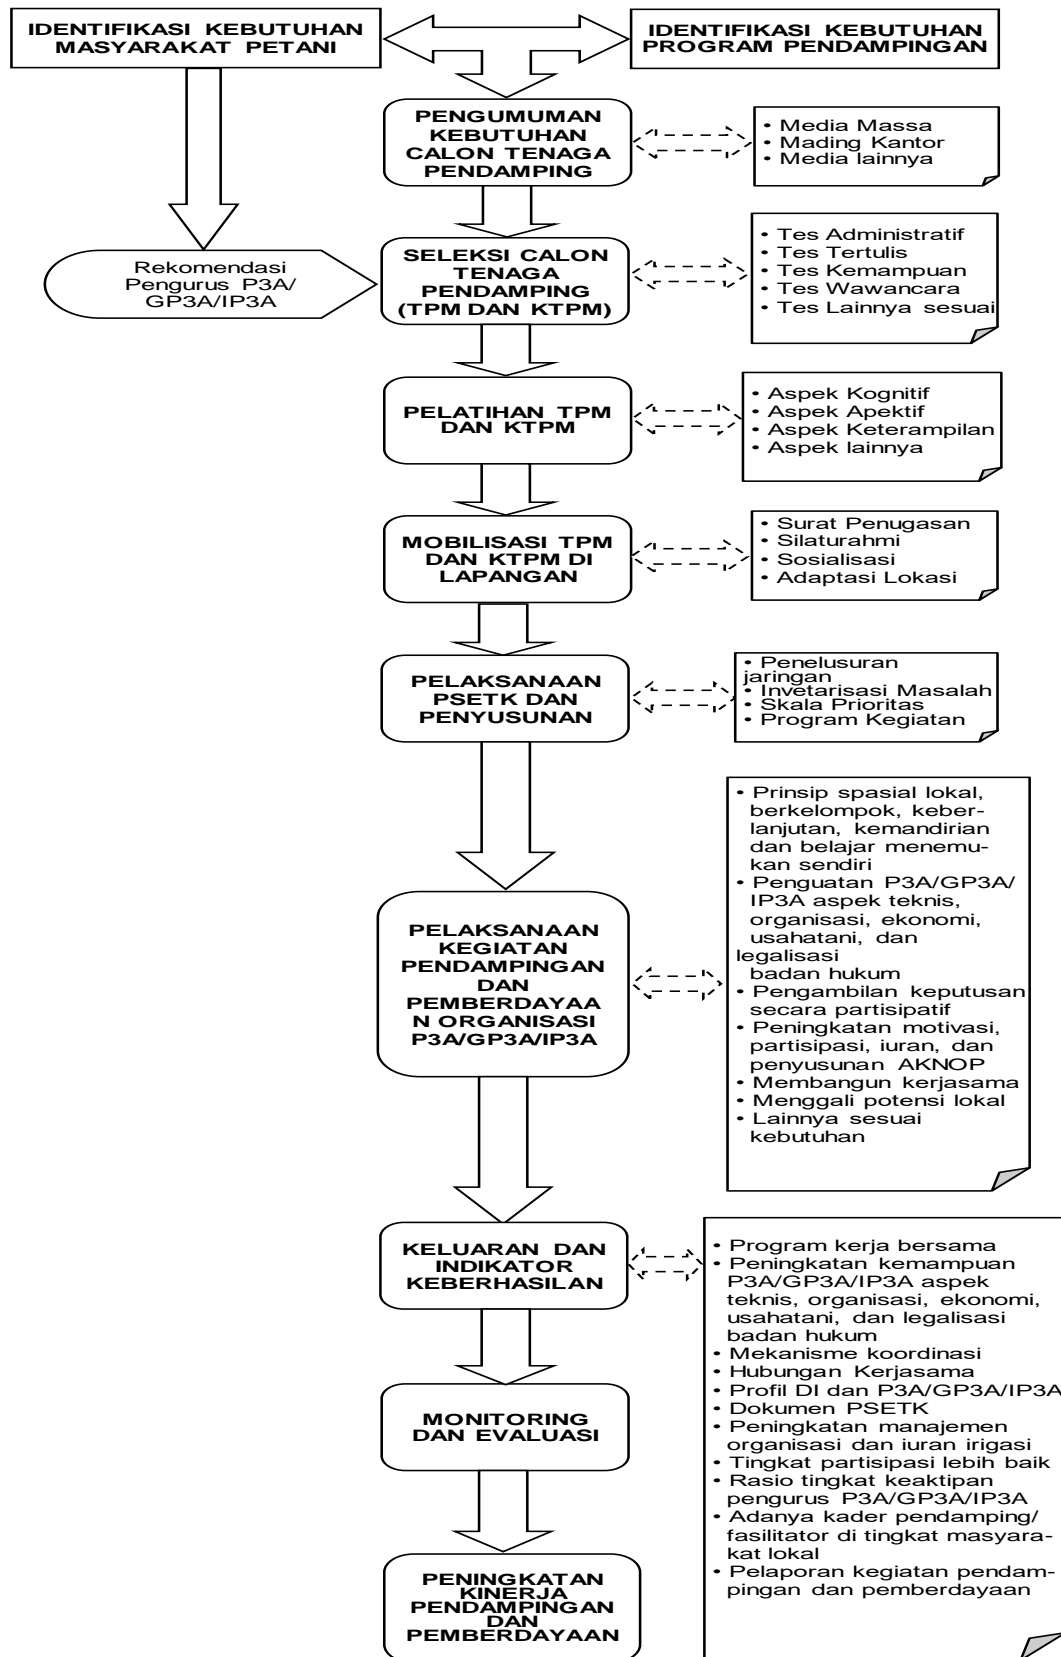 IDENTIFIKASI KEBUTUHAN
MASYARAKAT PETANI
IDENTIFIKASI KEBUTUHAN
PROGRAM PENDAMPINGAN
PENGUMUMAN
KEBUTUHAN
CALON TENAGA
PENDAMPING
• Media Massa
• Mading Kantor
• Media lainnya
Rekomendasi
Pengurus P3A/
GP3A/IP3A
SELEKSI CALON
TENAGA
PENDAMPING
(TPM DAN KTPM)
• Tes Administratif
• Tes Tertulis
• Tes Kemampuan
• Tes Wawancara
• Tes Lainnya sesuai
PELATIHAN TPM
DAN KTPM
• Aspek Kognitif
• Aspek Apektif
• Aspek Keterampilan
• Aspek lainnya
MOBILISASI TPM
DAN KTPM DI
LAPANGAN
• Surat Penugasan
• Silaturahmi
• Sosialisasi
• Adaptasi Lokasi
PELAKSANAAN
PSETK DAN
PENYUSUNAN
• Penelusuran
jaringan
• Invetarisasi Masalah
• Skala Prioritas
• Program Kegiatan
PELAKSANAAN
KEGIATAN
PENDAMPINGAN
DAN
PEMBERDAYAA
N ORGANISASI
P3A/GP3A/IP3A
• Prinsip spasial lokal,
berkelompok, keber-
lanjutan, kemandirian
dan belajar menemu-
kan sendiri
• Penguatan P3A/GP3A/
IP3A aspek teknis,
organisasi, ekonomi,
usahatani, dan
legalisasi
badan hukum
• Pengambilan keputusan
secara partisipatif
• Peningkatan motivasi,
partisipasi, iuran, dan
penyusunan AKNOP
• Membangun kerjasama
• Menggali potensi lokal
• Lainnya sesuai
kebutuhan
KELUARAN DAN
INDIKATOR
KEBERHASILAN
• Program kerja bersama
• Peningkatan kemampuan
P3A/GP3A/IP3A aspek
teknis, organisasi, ekonomi,
usahatani, dan legalisasi
badan hukum
• Mekanisme koordinasi
• Hubungan Kerjasama
• Profil DI dan P3A/GP3A/IP3A
• Dokumen PSETK
• Peningkatan manajemen
organisasi dan iuran irigasi
• Tingkat partisipasi lebih baik
• Rasio tingkat keaktipan
pengurus P3A/GP3A/IP3A
• Adanya kader pendamping/
fasilitator di tingkat masyara-
kat lokal
• Pelaporan kegiatan pendam-
pingan dan pemberdayaan
MONITORING
DAN EVALUASI
PENINGKATAN
KINERJA
PENDAMPINGAN
DAN
PEMBERDAYAAN